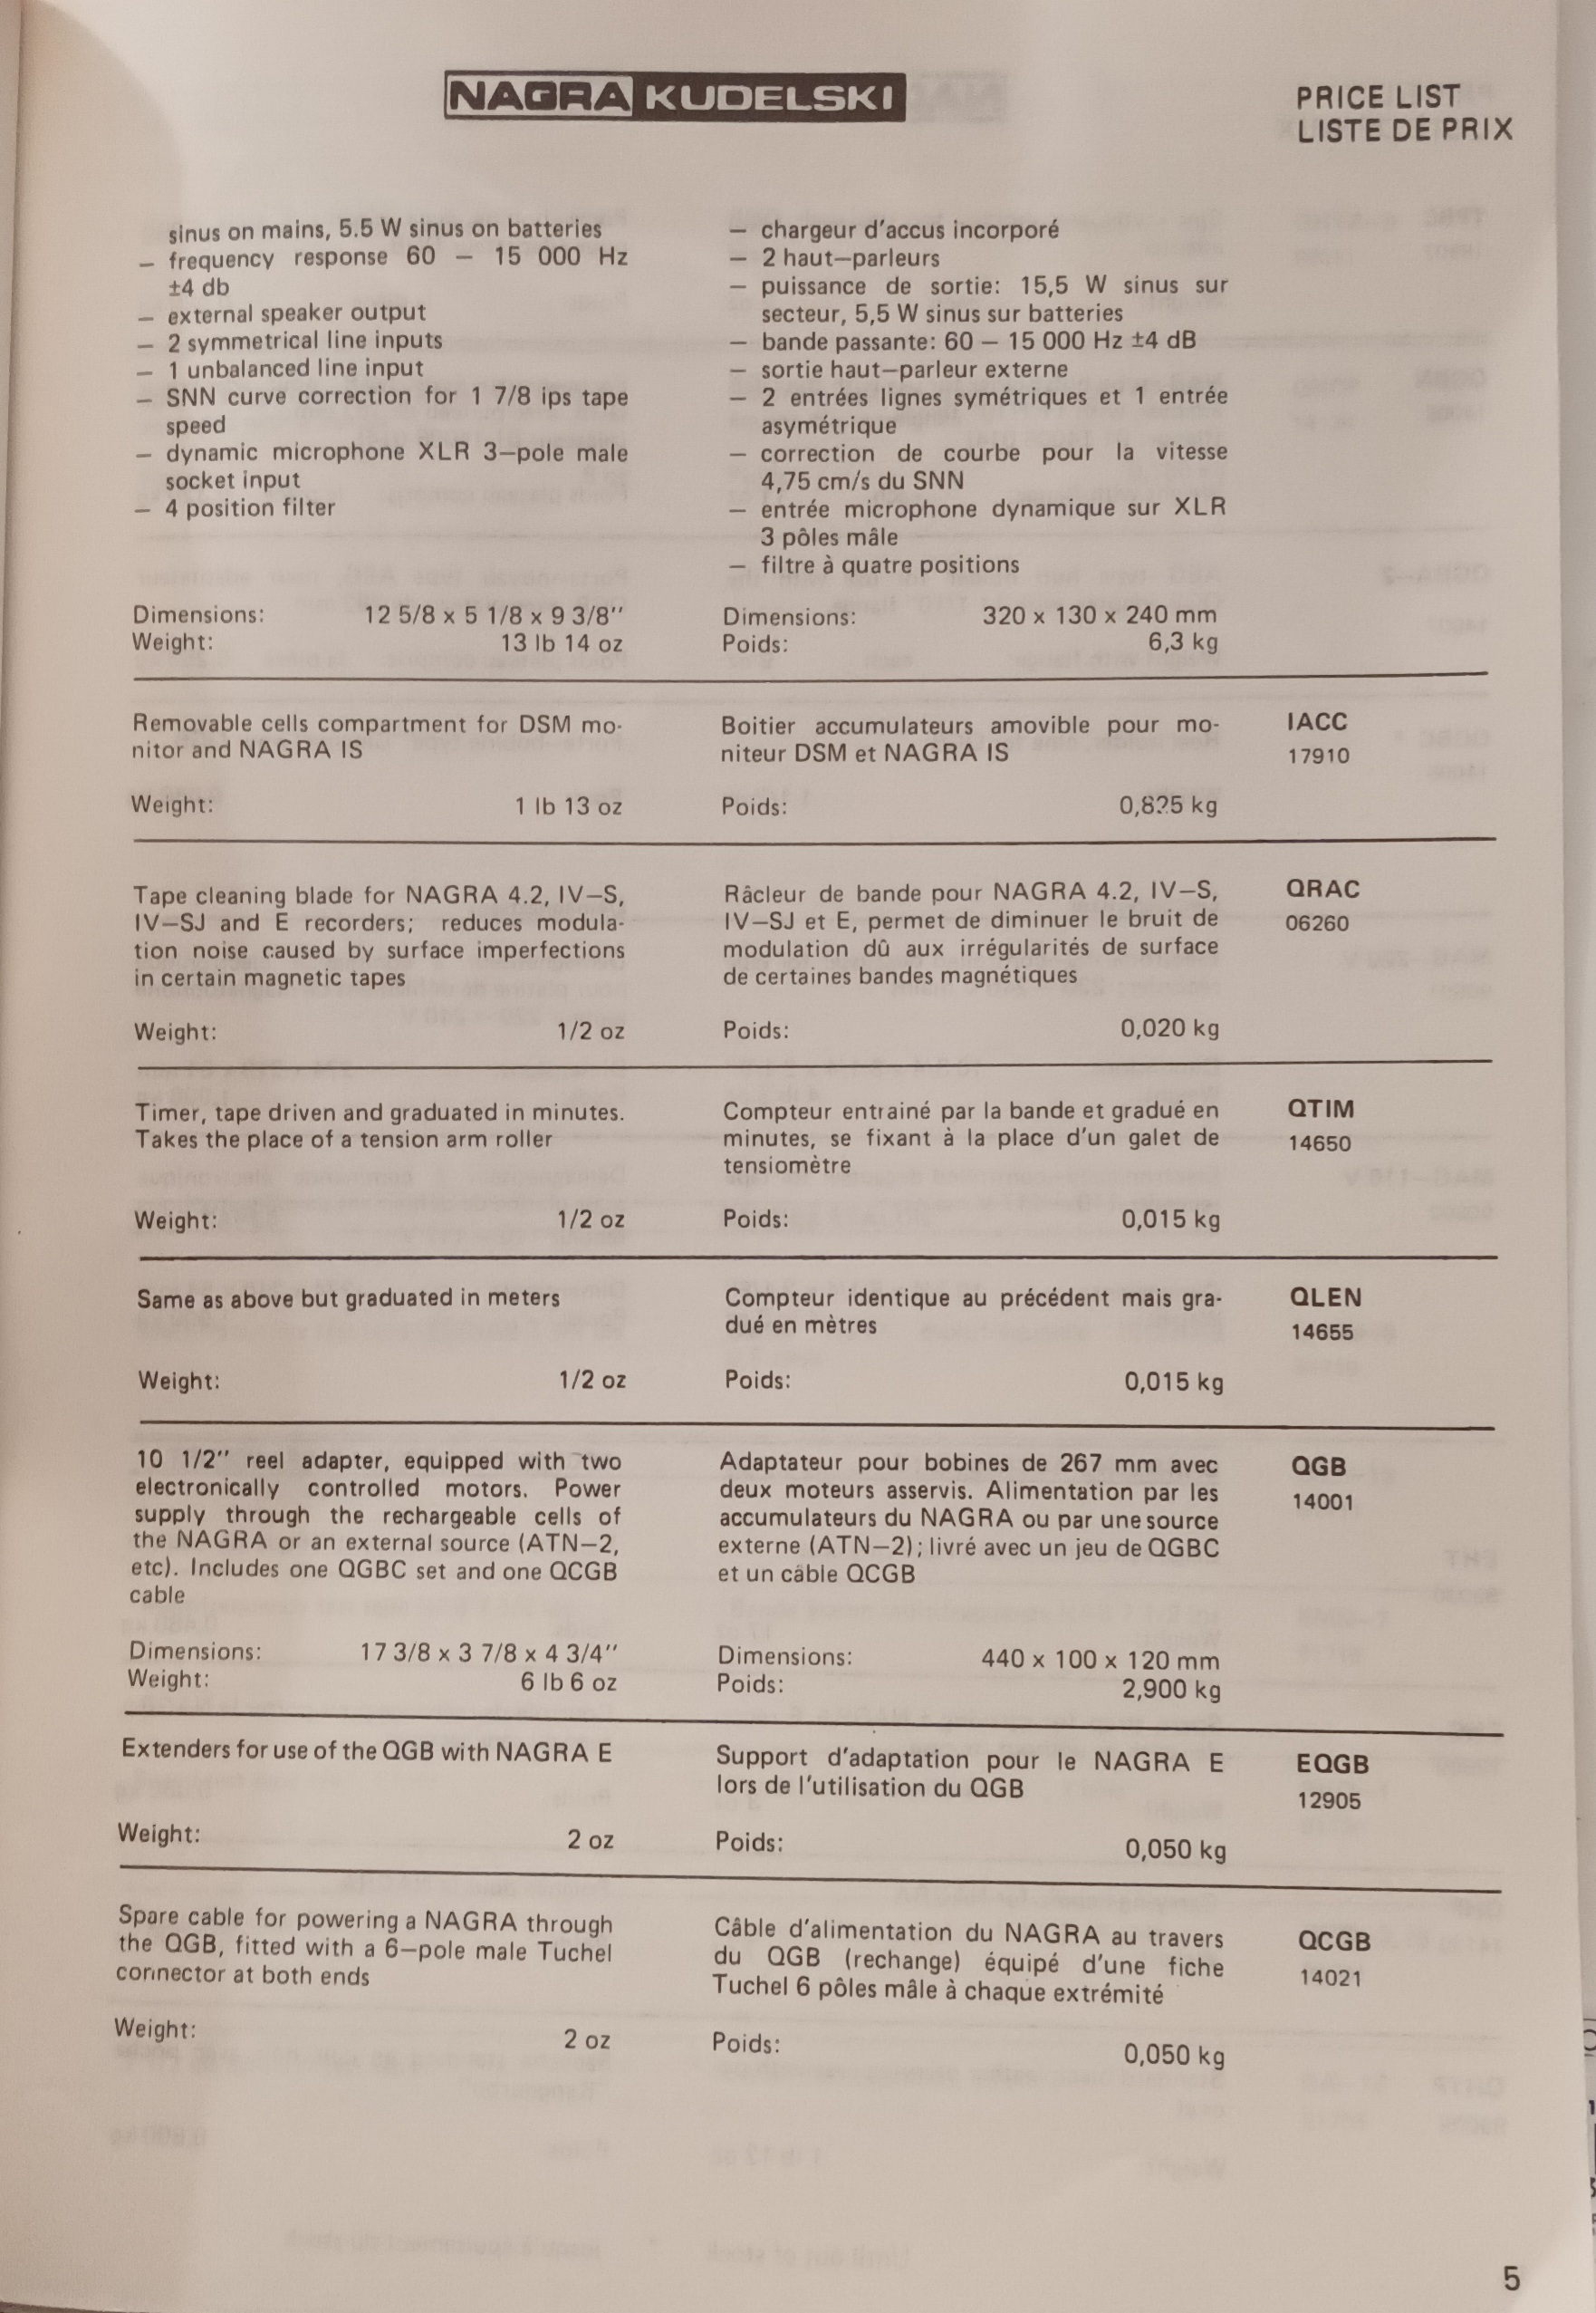 NAGRA KUDELSKI
PRICE LIST
LISTE DE PRIX
sinus on mains, 5.5 W sinus on batteries
— frequency response 60 — 15 000 Hz
±4 db
— external speaker output
— 2 symmetrical line inputs
— 1 unbalanced line input
— SNN curve correction for 1 7/8 ips tape
speed
— dynamic microphone XLR 3—pole male
socket input
— 4 position filter
Dimensions: 12 5/8 x 5 1/8 x 9 3/8''
Weight: 13 lb 14 oz
— chargeur d'accus incorporé
— 2 haut—parleurs
— puissance de sortie: 15,5 W sinus sur
secteur, 5,5 W sinus sur batteries
— bande passante: 60 — 15 000 Hz ±4 dB
— sortie haut—parleur externe
— 2 entrées lignes symétriques et 1 entrée
asymétrique
— correction de courbe pour la vitesse
4,75 cm/s du SNN
— entrée microphone dynamique sur XLR
3 pôles mâle
— filtre à quatre positions
Dimensions: 320 x 130 x 240 mm
Poids: 6,3 kg
Removable cells compartment for DSM mo-
nitor and NAGRA IS
Weight: 1 lb 13 oz
Boitier accumulateurs amovible pour mo-
niteur DSM et NAGRA IS
Poids: 0,825 kg
IACC
17910
Tape cleaning blade for NAGRA 4.2, IV—S,
IV—SJ and E recorders; reduces modula-
tion noise caused by surface imperfections
in certain magnetic tapes
Weight: 1/2 oz
Râcleur de bande pour NAGRA 4.2, IV—S,
IV—SJ et E, permet de diminuer le bruit de
modulation dû aux irrégularités de surface
de certaines bandes magnétiques
Poids: 0,020 kg
QRAC
06260
Timer, tape driven and graduated in minutes.
Takes the place of a tension arm roller
Weight: 1/2 oz
Compteur entrainé par la bande et gradué en
minutes, se fixant à la place d'un galet de
tensiomètre
Poids: 0,015 kg
QTIM
14650
Same as above but graduated in meters
Weight: 1/2 oz
Compteur identique au précédent mais gra-
dué en mètres
Poids: 0,015 kg
QLEN
14655
10 1/2'' reel adapter, equipped with two
electronically controlled motors. Power
supply through the rechargeable cells of
the NAGRA or an external source (ATN—2,
etc). Includes one QGBC set and one QCGB
cable
Dimensions: 17 3/8 x 3 7/8 x 4 3/4''
Weight: 6 lb 6 oz
Adaptateur pour bobines de 267 mm avec
deux moteurs asservis. Alimentation par les
accumulateurs du NAGRA ou par une source
externe (ATN—2); livré avec un jeu de QGBC
et un câble QCGB
Dimensions: 440 x 100 x 120 mm
Poids: 2,900 kg
QGB
14001
Extenders for use of the QGB with NAGRA E
Weight: 2 oz
Support d'adaptation pour le NAGRA E
lors de l'utilisation du QGB
Poids: 0,050 kg
EQGB
12905
Spare cable for powering a NAGRA through
the QGB, fitted with a 6—pole male Tuchel
connector at both ends
Weight: 2 oz
Câble d'alimentation du NAGRA au travers
du QGB (rechange) équipé d'une fiche
Tuchel 6 pôles mâle à chaque extrémité
Poids: 0,050 kg
QCGB
14021
5